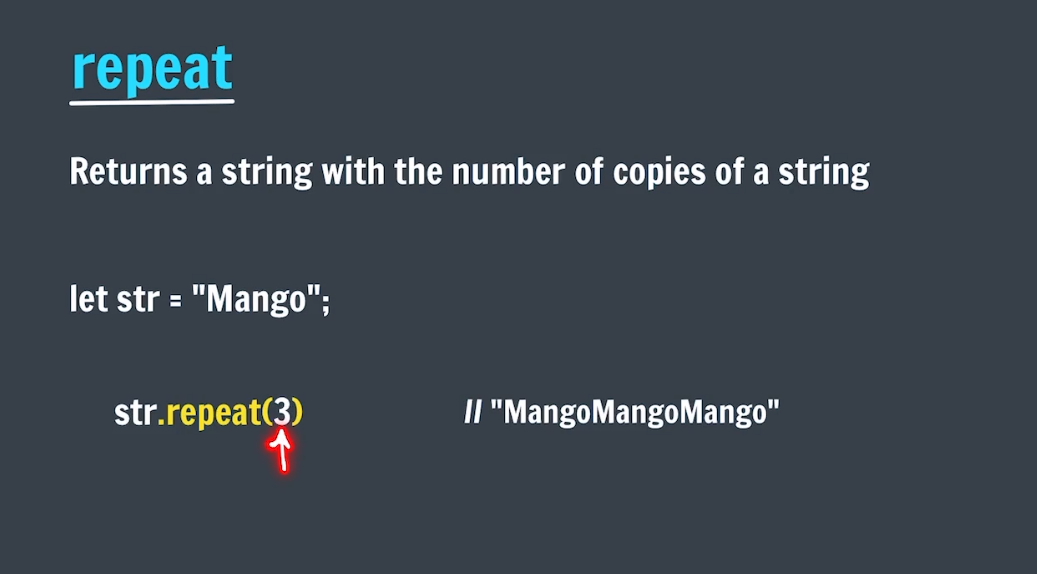 repeat
Returns a string with the number of copies of a string
let str = "Mango";
str.repeat(3) // "MangoMangoMango"